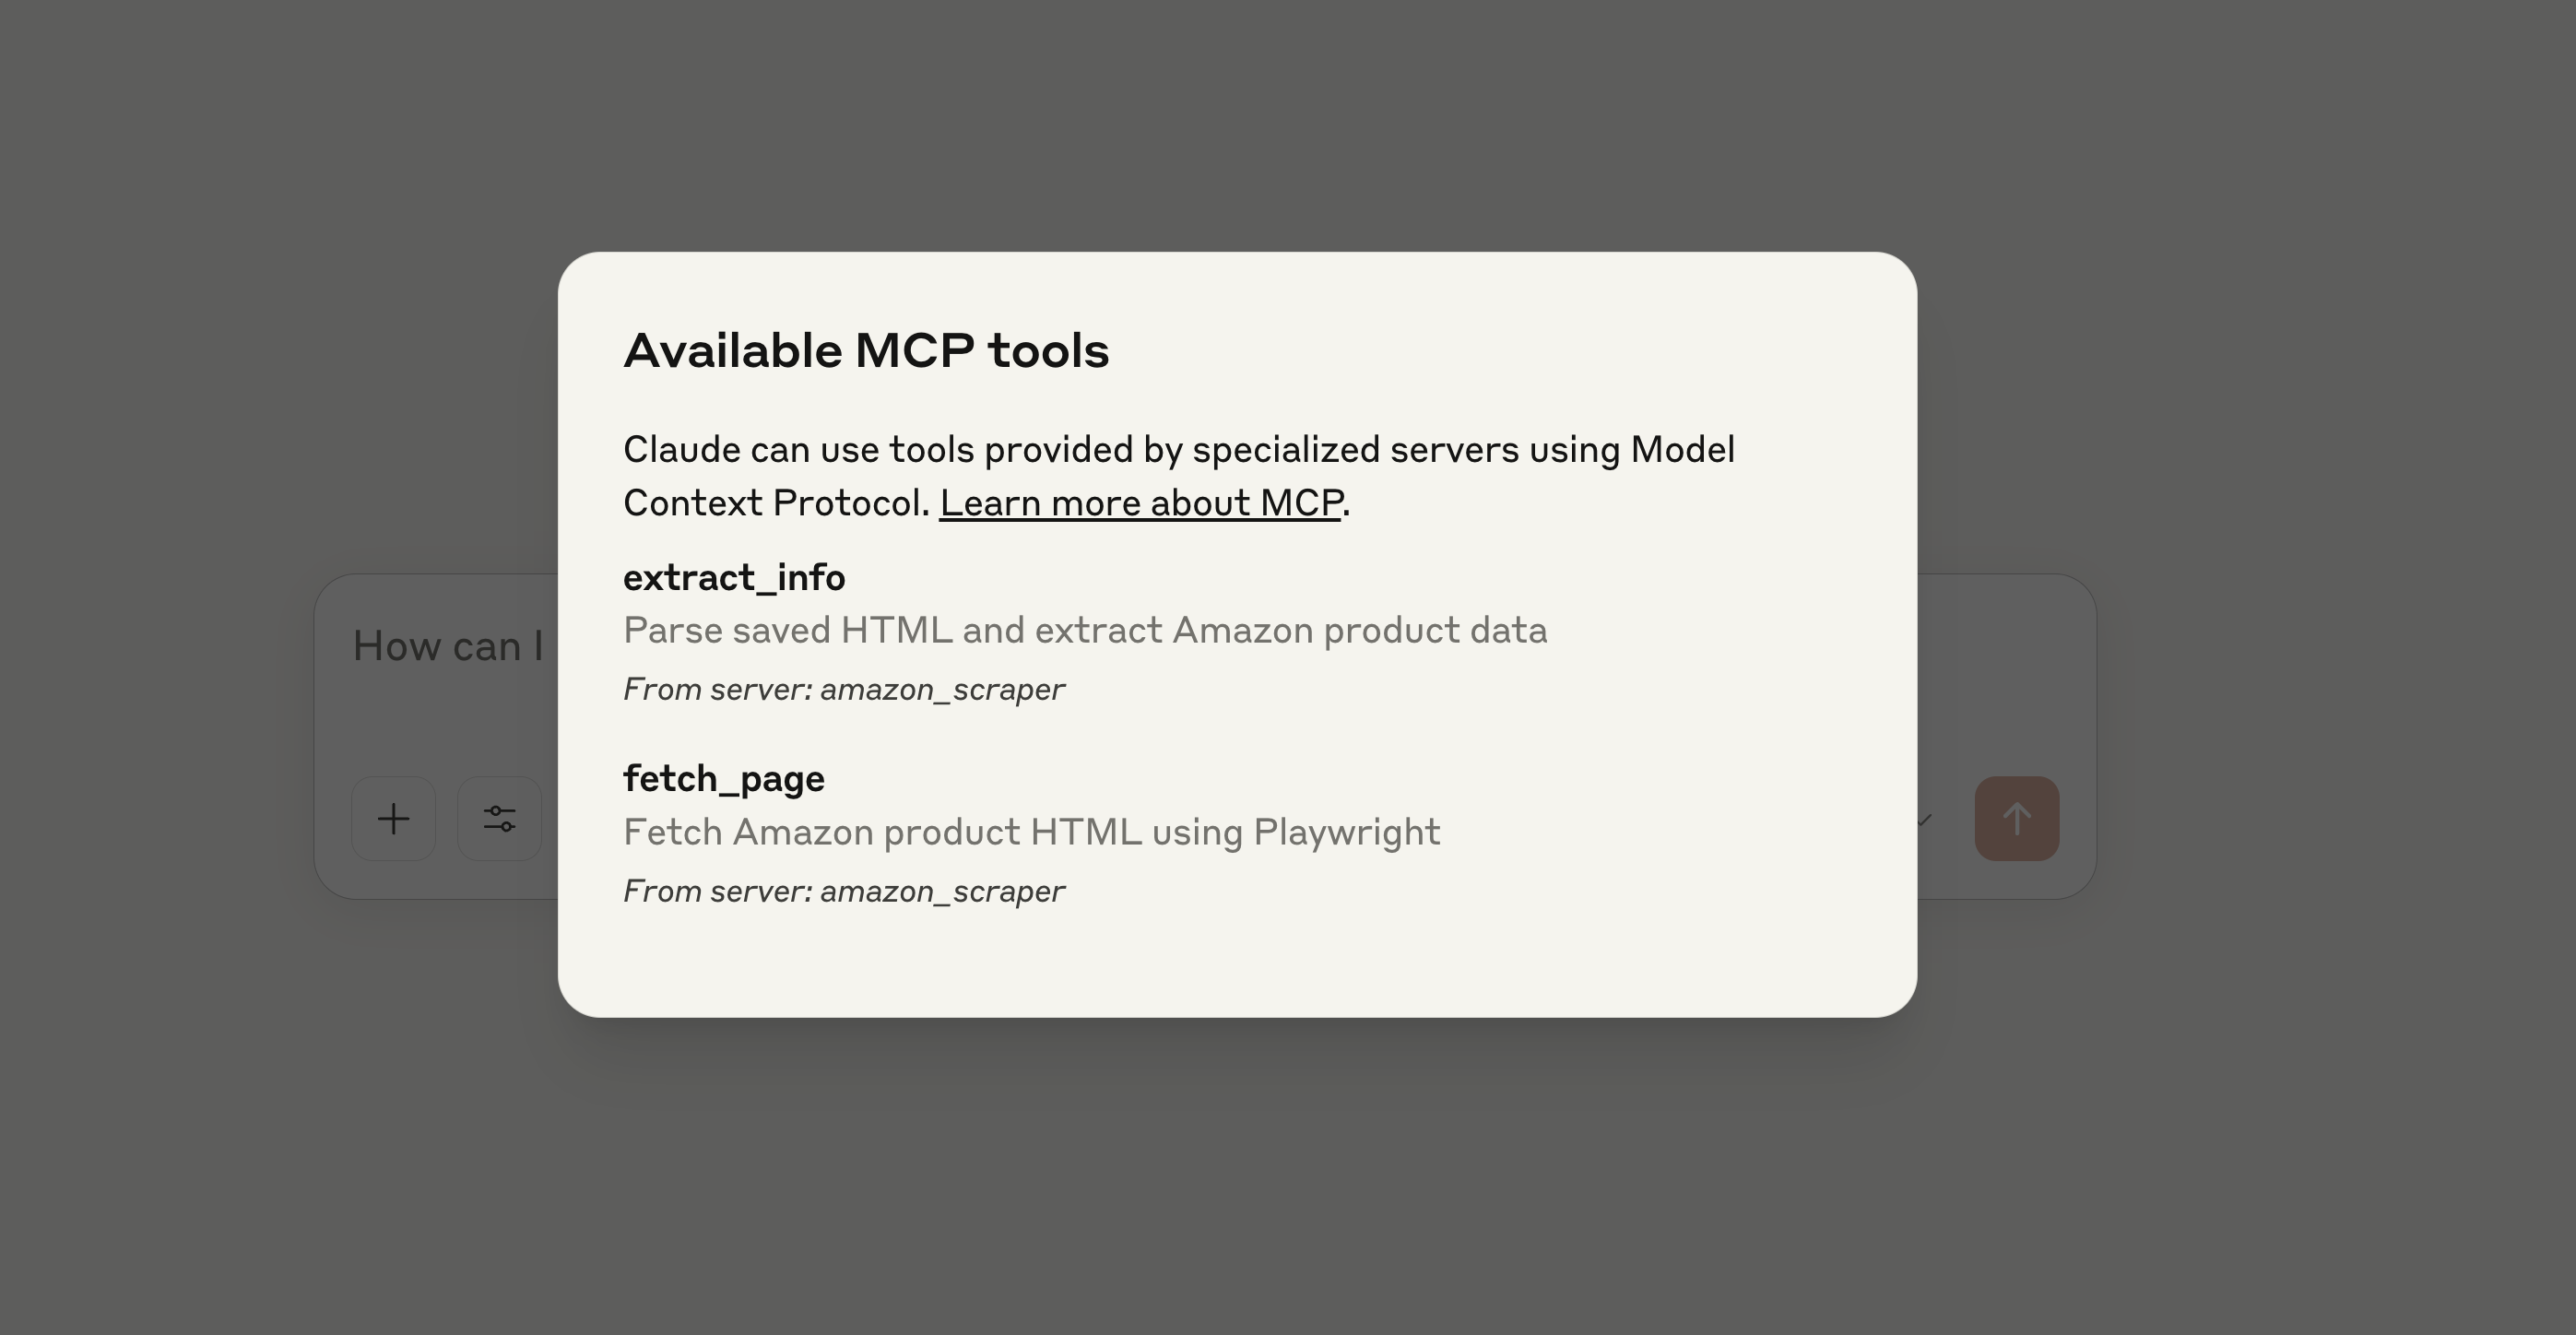 Available MCP tools
Claude can use tools provided by specialized servers using Model
Context Protocol. Learn more about MCP.
extract_info
Parse saved HTML and extract Amazon product data
From server: amazon_scraper
How can I
fetch_page
Fetch Amazon product HTML using Playwright
From server: amazon_scraper